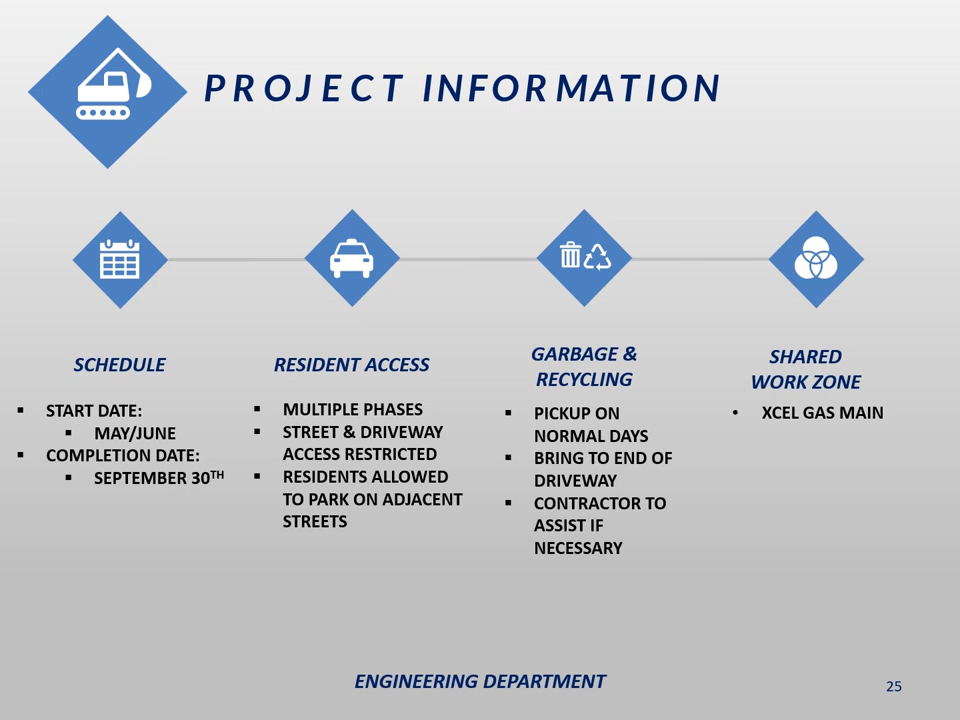 PROJECT INFORMATION
SCHEDULE
▪ START DATE:
▪ MAY/JUNE
▪ COMPLETION DATE:
▪ SEPTEMBER 30TH
RESIDENT ACCESS
▪ MULTIPLE PHASES
▪ STREET & DRIVEWAY
ACCESS RESTRICTED
▪ RESIDENTS ALLOWED
TO PARK ON ADJACENT
STREETS
GARBAGE &
RECYCLING
▪ PICKUP ON
NORMAL DAYS
▪ BRING TO END OF
DRIVEWAY
▪ CONTRACTOR TO
ASSIST IF
NECESSARY
SHARED
WORK ZONE
• XCEL GAS MAIN
ENGINEERING DEPARTMENT
25